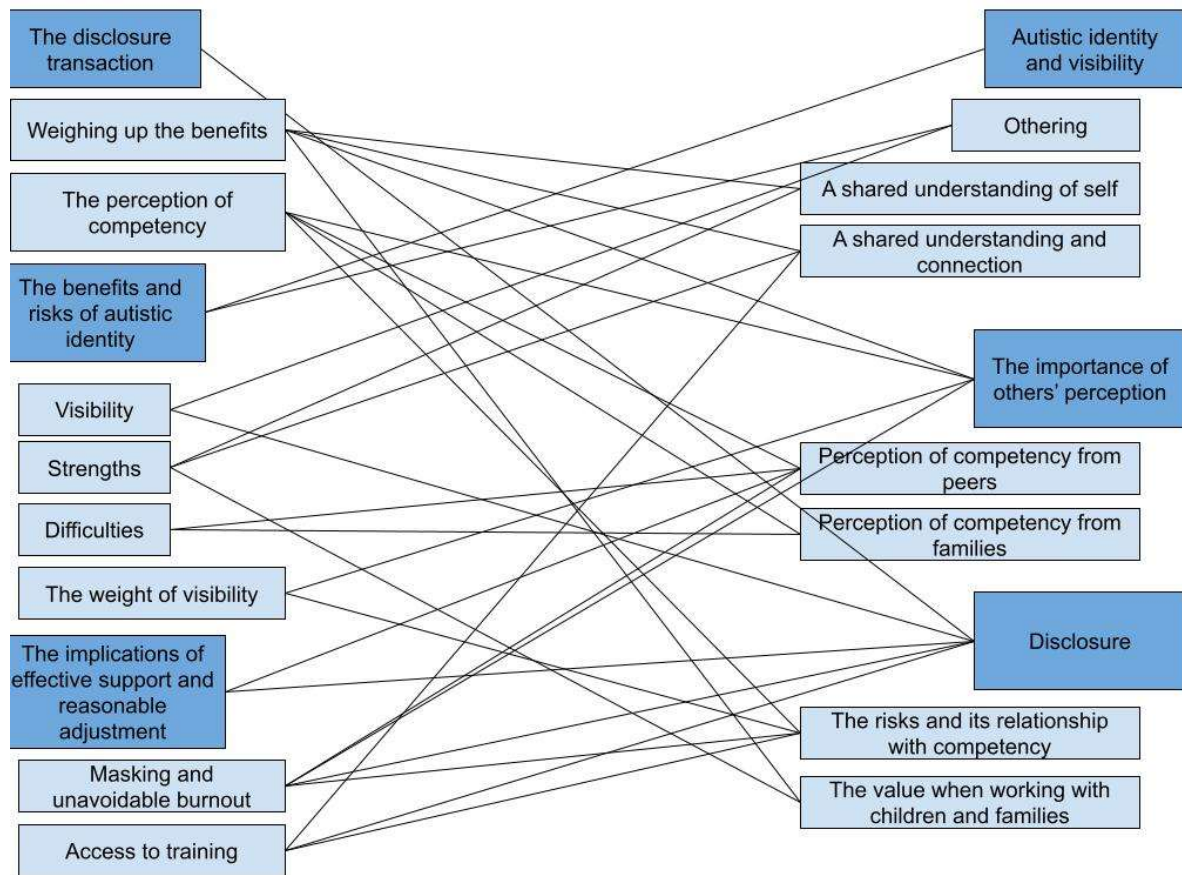 The disclosure
transaction
Weighing up the benefits
The perception of
competency
The benefits and
risks of autistic
identity
Visibility
Strengths
Difficulties
The weight of visibility
The implications of
effective support and
reasonable
adjustment
Masking and
unavoidable burnout
Access to training
Autistic identity
and visibility
Othering
A shared understanding of self
A shared understanding and
connection
The importance of
others’ perception
Perception of competency from
peers
Perception of competency from
families
Disclosure
The risks and its relationship
with competency
The value when working with
children and families